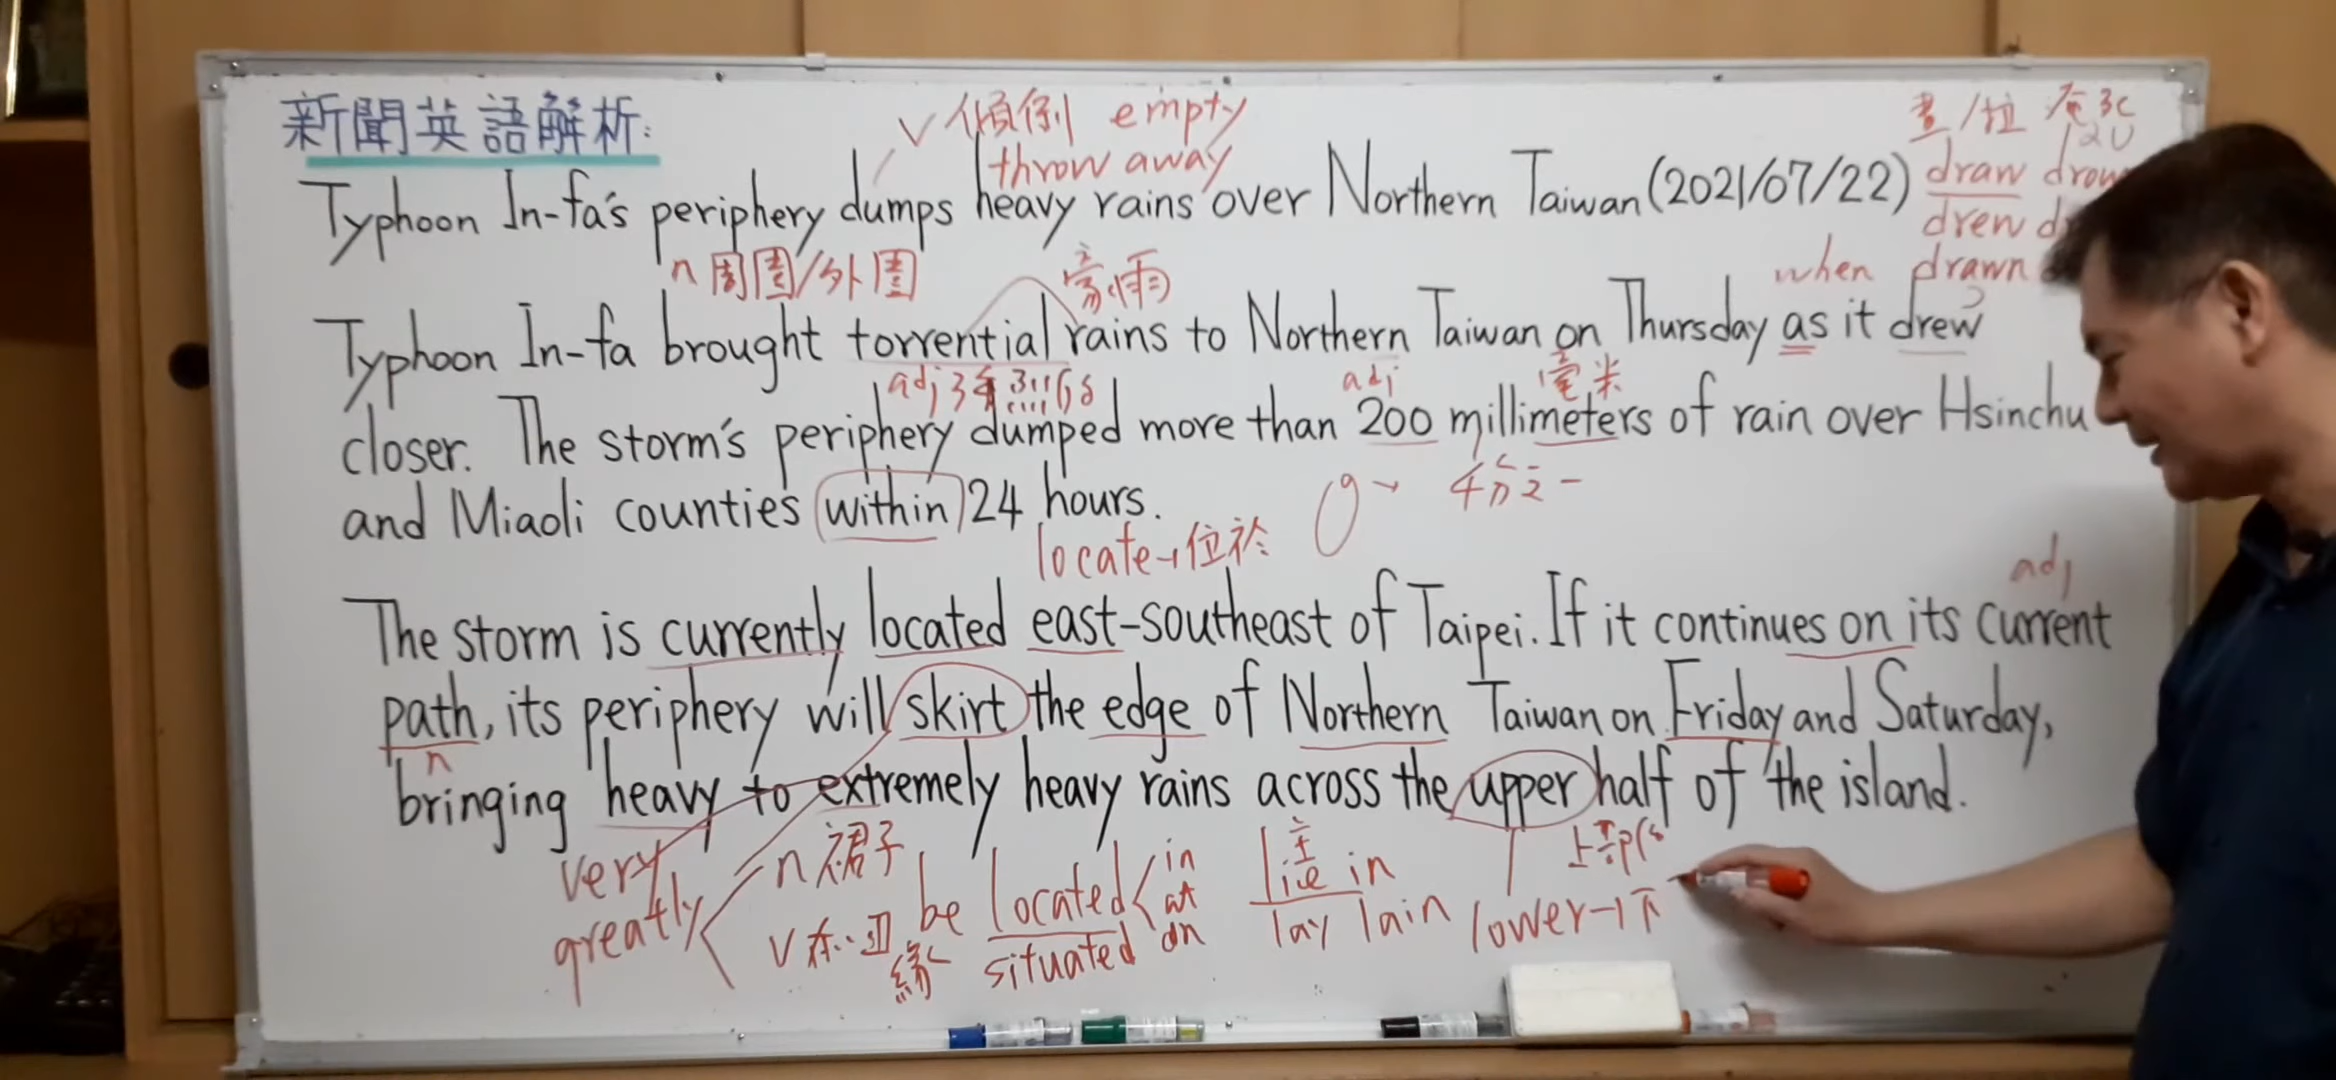 新聞英語解析:
v 傾倒 empty
throw away
畫/拉
draw
drew
Typhoon In-fa's periphery dumps heavy rains over Northern Taiwan (2021/07/22)
n 周圍/外圍
豪雨
when drawn
Typhoon In-fa brought torrential rains to Northern Taiwan on Thursday as it drew
adj
adj
毫米
closer. The storm's periphery dumped more than 200 millimeters of rain over Hsinchu
and Miaoli counties within 24 hours.
4分之一
locate→位於
adj
The storm is currently located east-southeast of Taipei. If it continues on its current
path, its periphery will skirt the edge of Northern Taiwan on Friday and Saturday,
n
bringing heavy to extremely heavy rains across the upper half of the island.
very
greatly
n 裙子
v
緣
be located in
at
on
situated
lie in
lay lain
上部
lower→下